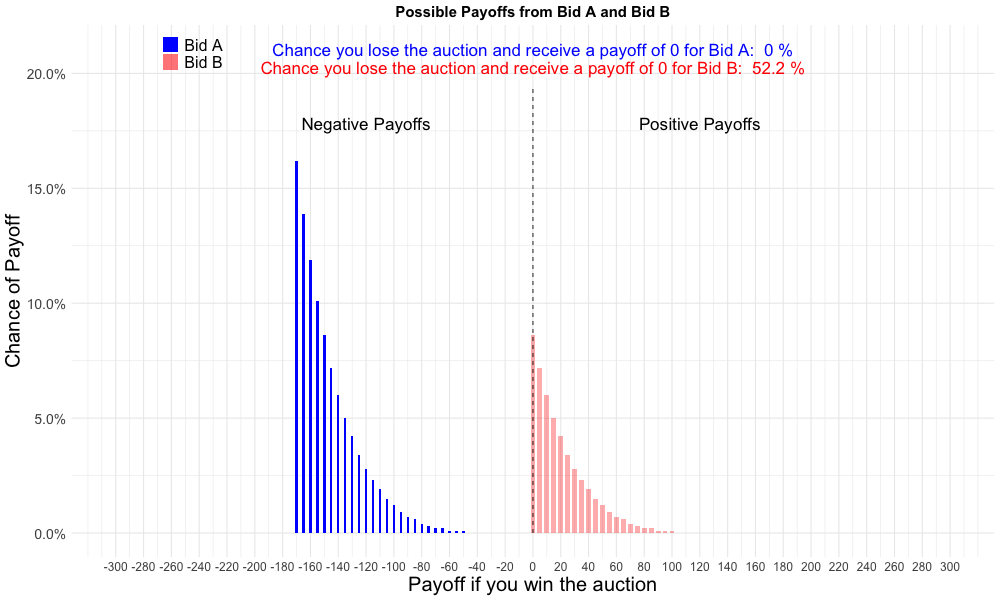 Possible Payoffs from Bid A and Bid B
Bid A
Bid B
Chance you lose the auction and receive a payoff of 0 for Bid A:  0 %
Chance you lose the auction and receive a payoff of 0 for Bid B:  52.2 %
Negative Payoffs
Positive Payoffs
Chance of Payoff
20.0%
15.0%
10.0%
5.0%
0.0%
-300 -280 -260 -240 -220 -200 -180 -160 -140 -120 -100 -80 -60 -40 -20 0 20 40 60 80 100 120 140 160 180 200 220 240 260 280 300
Payoff if you win the auction